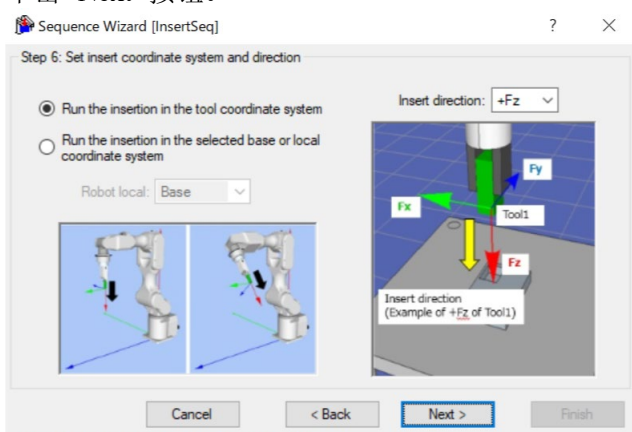 Sequence Wizard [InsertSeq]
Step 6: Set insert coordinate system and direction
Run the insertion in the tool coordinate system
Run the insertion in the selected base or local
coordinate system
Robot local: Base
Insert direction: +Fz
Fy
Fx
Tool1
Fz
Insert direction
(Example of +Fz of Tool1)
Cancel
< Back
Next >
Finish